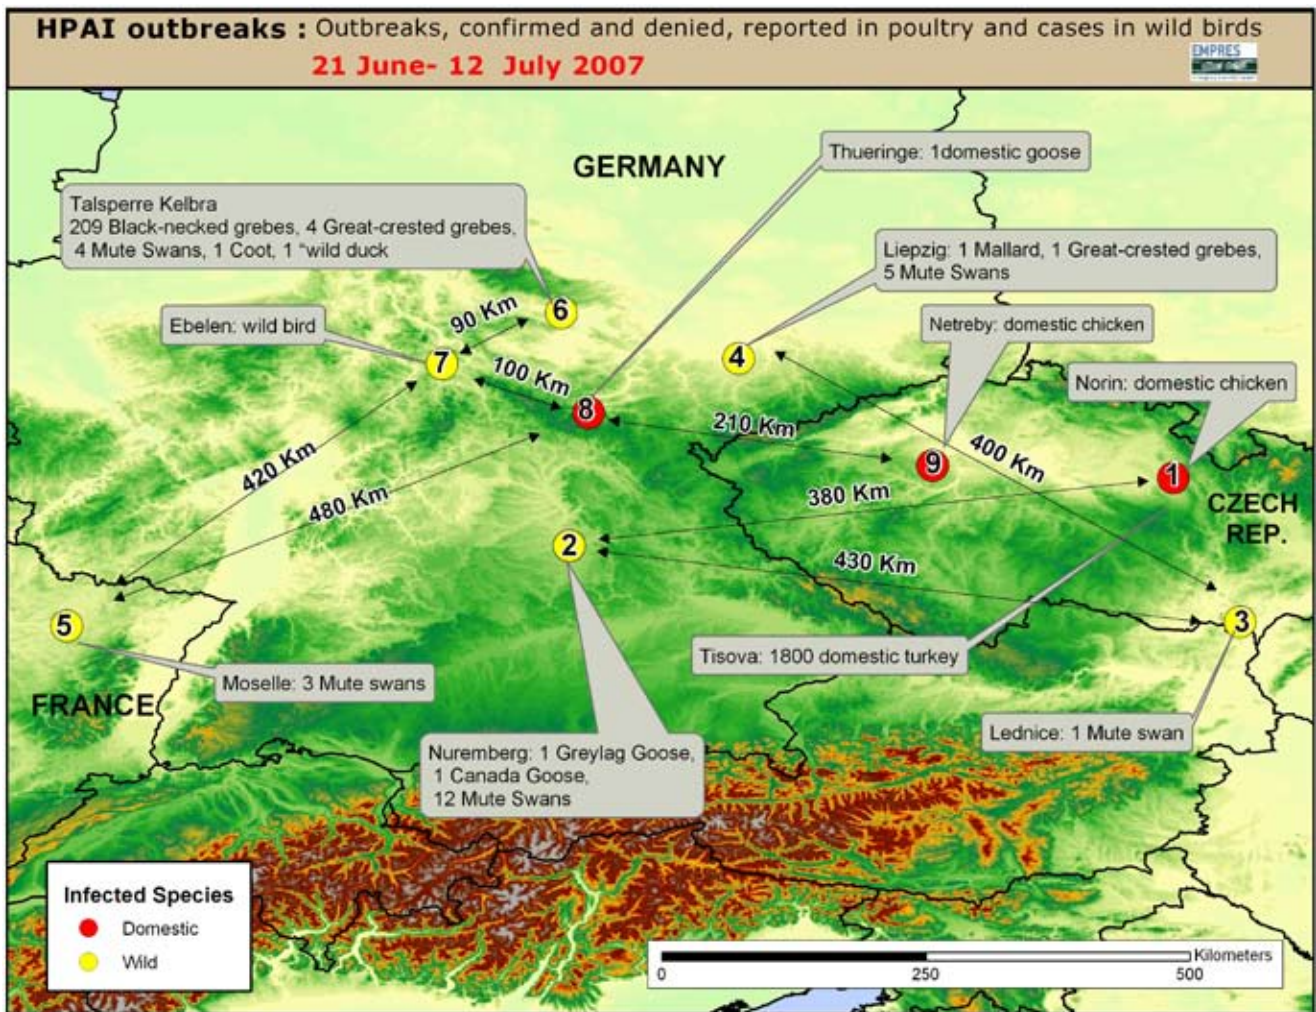 HPAI outbreaks : Outbreaks, confirmed and denied, reported in poultry and cases in wild birds
21 June- 12 July 2007
EMPRES
GERMANY
Thueringe: 1domestic goose
Talsperre Kelbra
209 Black-necked grebes, 4 Great-crested grebes,
4 Mute Swans, 1 Coot, 1 "wild duck
Liepzig: 1 Mallard, 1 Great-crested grebes,
5 Mute Swans
Ebelen: wild bird
90 Km
6
Netreby: domestic chicken
7
4
Norin: domestic chicken
100 Km
8
210 Km
420 Km
9
400 Km
1
480 Km
380 Km
CZECH
REP.
2
430 Km
5
3
Tisova: 1800 domestic turkey
Moselle: 3 Mute swans
FRANCE
Lednice: 1 Mute swan
Nuremberg: 1 Greylag Goose,
1 Canada Goose,
12 Mute Swans
Infected Species
Domestic
Wild
Kilometers
0 250 500